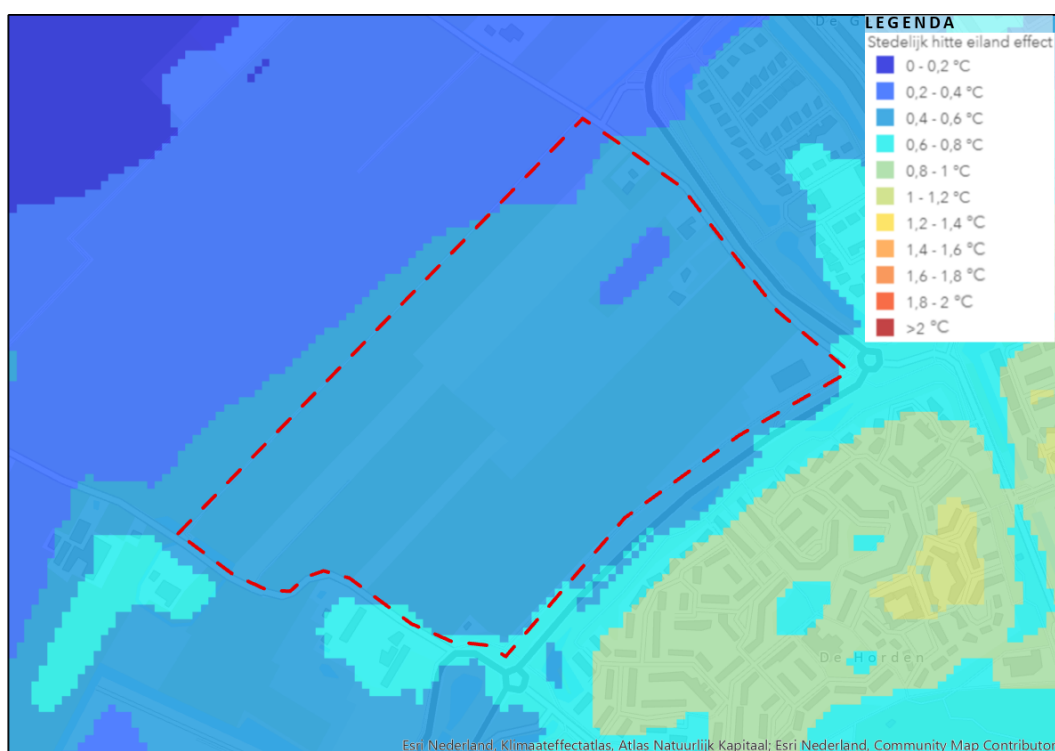 De G
LEGENDA
Stedelijk hitte eiland effect
0 - 0,2 °C
0,2 - 0,4 °C
0,4 - 0,6 °C
0,6 - 0,8 °C
0,8 - 1 °C
1 - 1,2 °C
1,2 - 1,4 °C
1,4 - 1,6 °C
1,6 - 1,8 °C
1,8 - 2 °C
>2 °C
De Horden
Esri Nederland, Klimaateffectatlas, Atlas Natuurlijk Kapitaal; Esri Nederland, Community Map Contributor